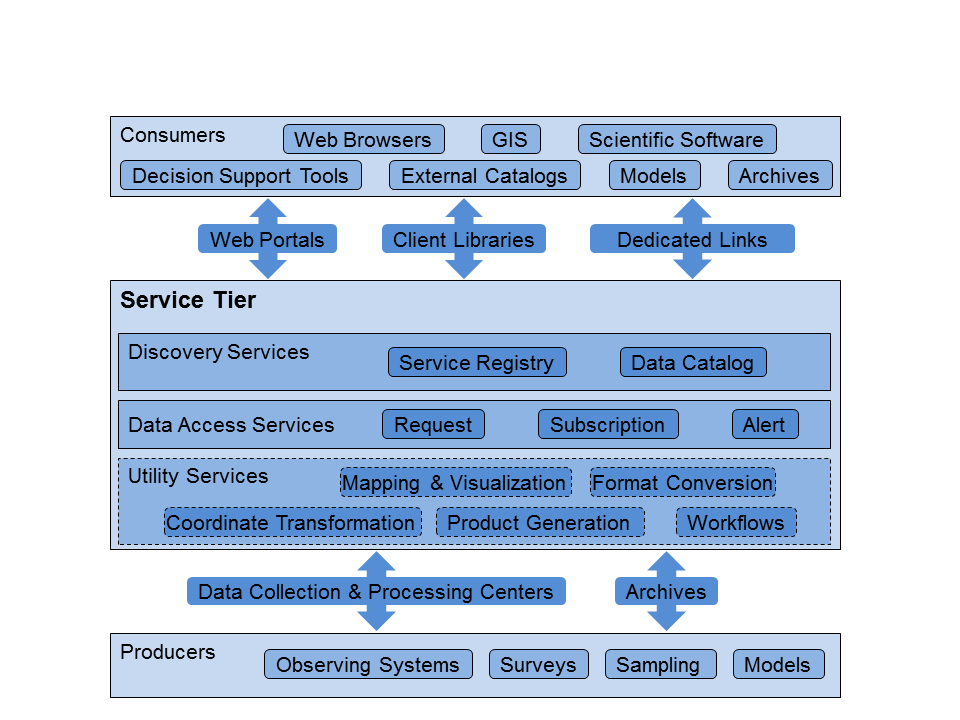 Consumers
Web Browsers
GIS
Scientific Software
Decision Support Tools
External Catalogs
Models
Archives
Web Portals
Client Libraries
Dedicated Links
Service Tier
Discovery Services
Service Registry
Data Catalog
Data Access Services
Request
Subscription
Alert
Utility Services
Mapping & Visualization
Format Conversion
Coordinate Transformation
Product Generation
Workflows
Data Collection & Processing Centers
Archives
Producers
Observing Systems
Surveys
Sampling
Models